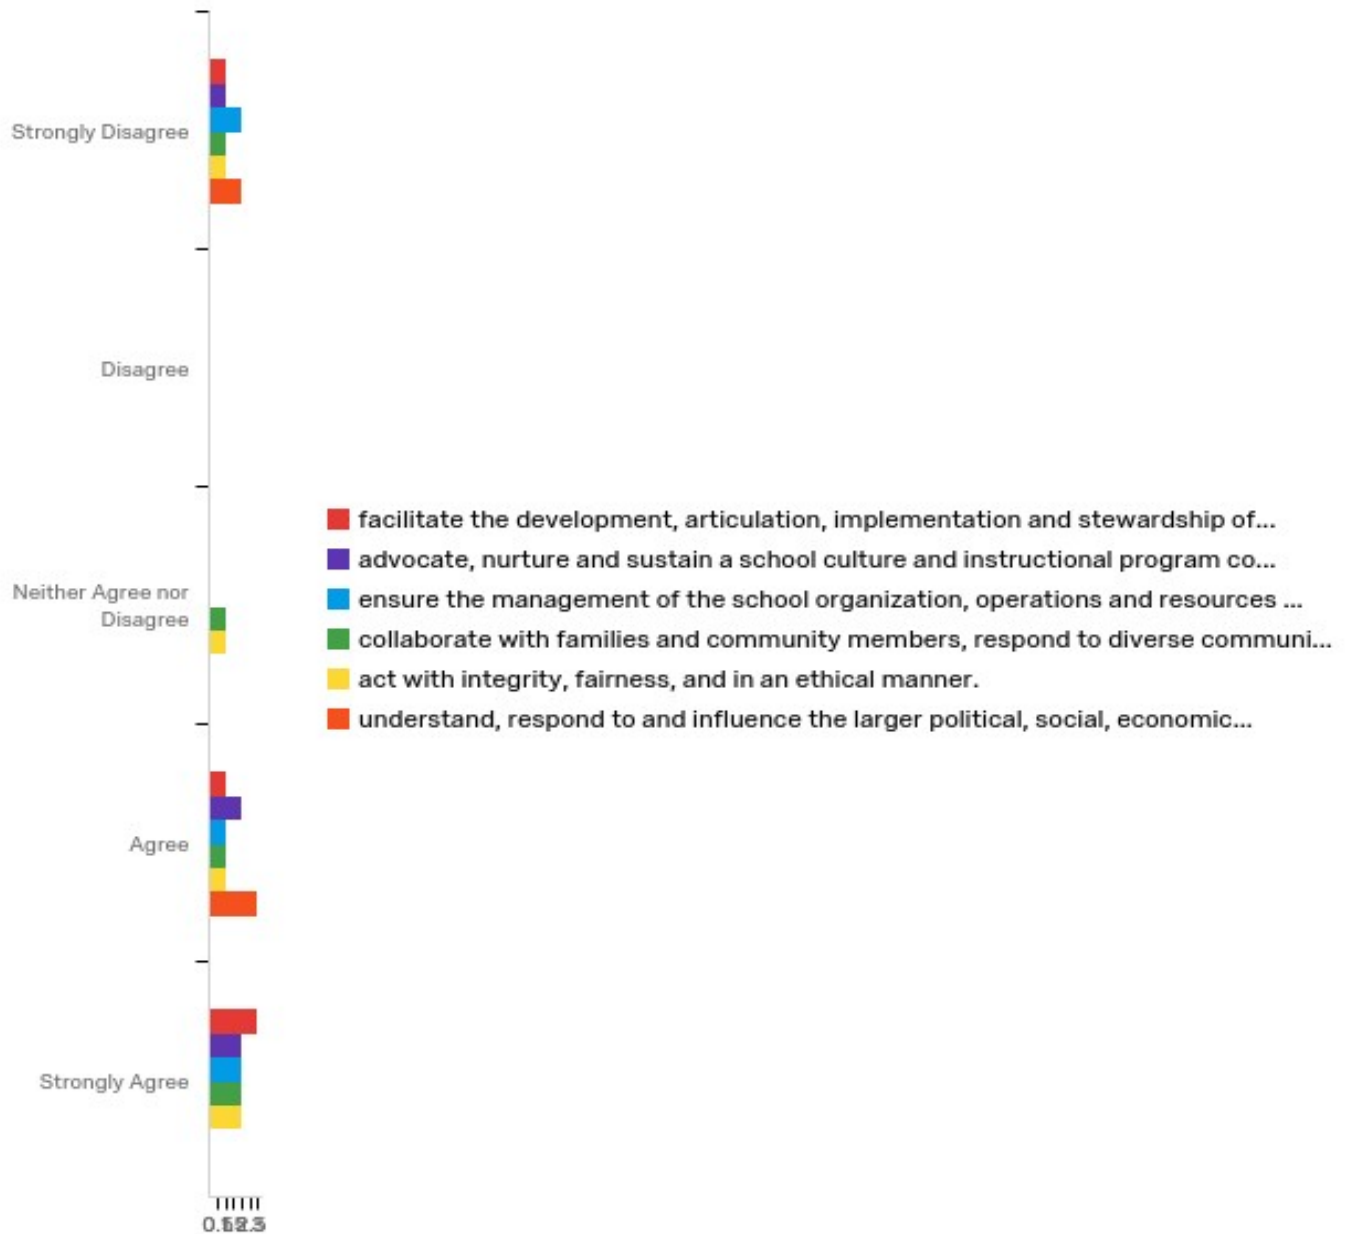 Strongly Disagree
Disagree
Neither Agree nor
Disagree
Agree
Strongly Agree
facilitate the development, articulation, implementation and stewardship of...
advocate, nurture and sustain a school culture and instructional program co...
ensure the management of the school organization, operations and resources ...
collaborate with families and community members, respond to diverse communi...
act with integrity, fairness, and in an ethical manner.
understand, respond to and influence the larger political, social, economic...